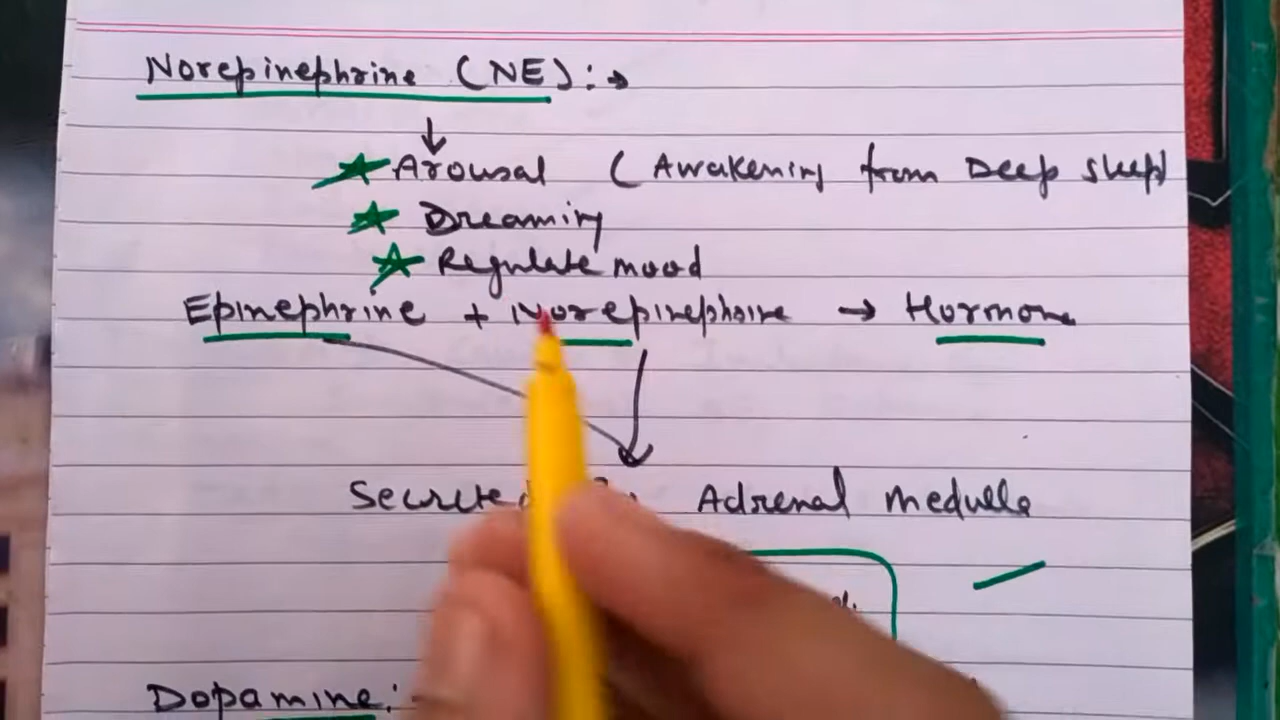 Norepinephrine (NE):→
↓
★ Arousal (Awakening from Deep sleep)
★ Dreaming
★ Regulate mood
Epinephrine + Norepinephrine → Hormone
Secreted Adrenal medulla
Dopamine:-